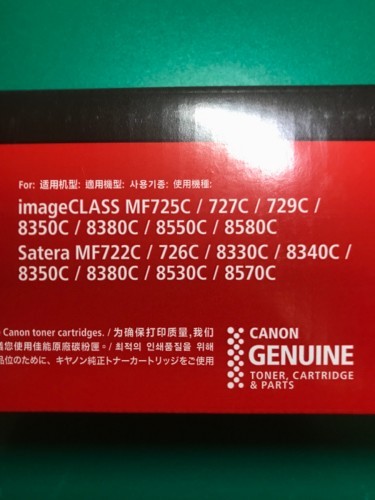 For: 适用机型: 適用機型: 사용기종: 使用機種:
imageCLASS MF725C / 727C / 729C /
8350C / 8380C / 8550C / 8580C
Satera MF722C / 726C / 8330C / 8340C /
8350C / 8380C / 8530C / 8570C
Canon toner cartridges. / 为确保打印质量,我们
您使用佳能原廠碳粉匣。/ 최적의 인쇄품질을 위해
品位のために、キヤノン純正トナーカートリッジをご使用
CANON
GENUINE
TONER, CARTRIDGE
& PARTS